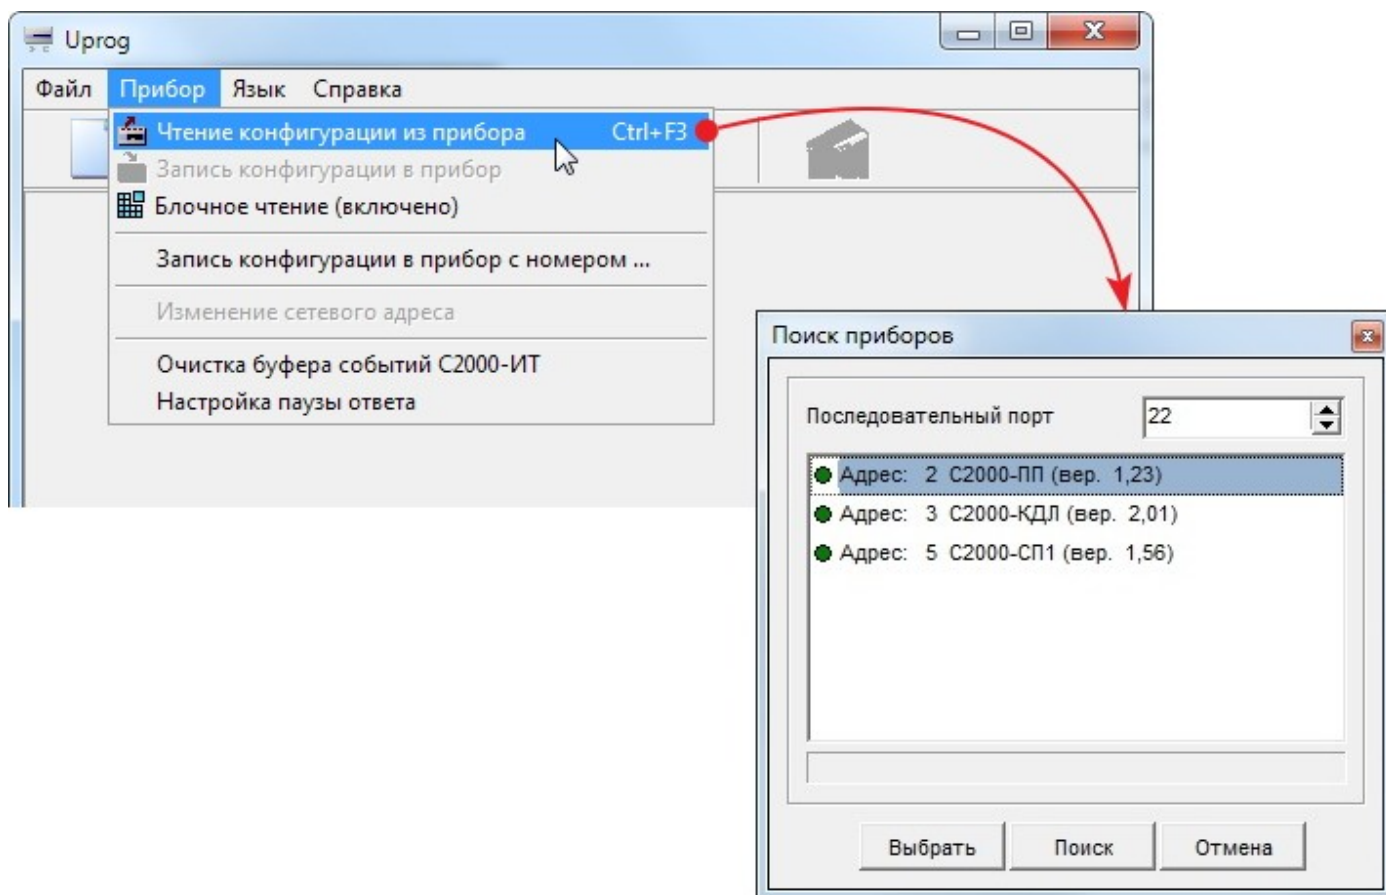 Uprog
Файл Прибор Язык Справка
Чтение конфигурации из прибора Ctrl+F3
Запись конфигурации в прибор
Блочное чтение (включено)
Запись конфигурации в прибор с номером ...
Изменение сетевого адреса
Очистка буфера событий С2000-ИТ
Настройка паузы ответа
Поиск приборов
Последовательный порт 22
Адрес: 2 С2000-ПП (вер. 1,23)
Адрес: 3 С2000-КДЛ (вер. 2,01)
Адрес: 5 С2000-СП1 (вер. 1,56)
Выбрать Поиск Отмена